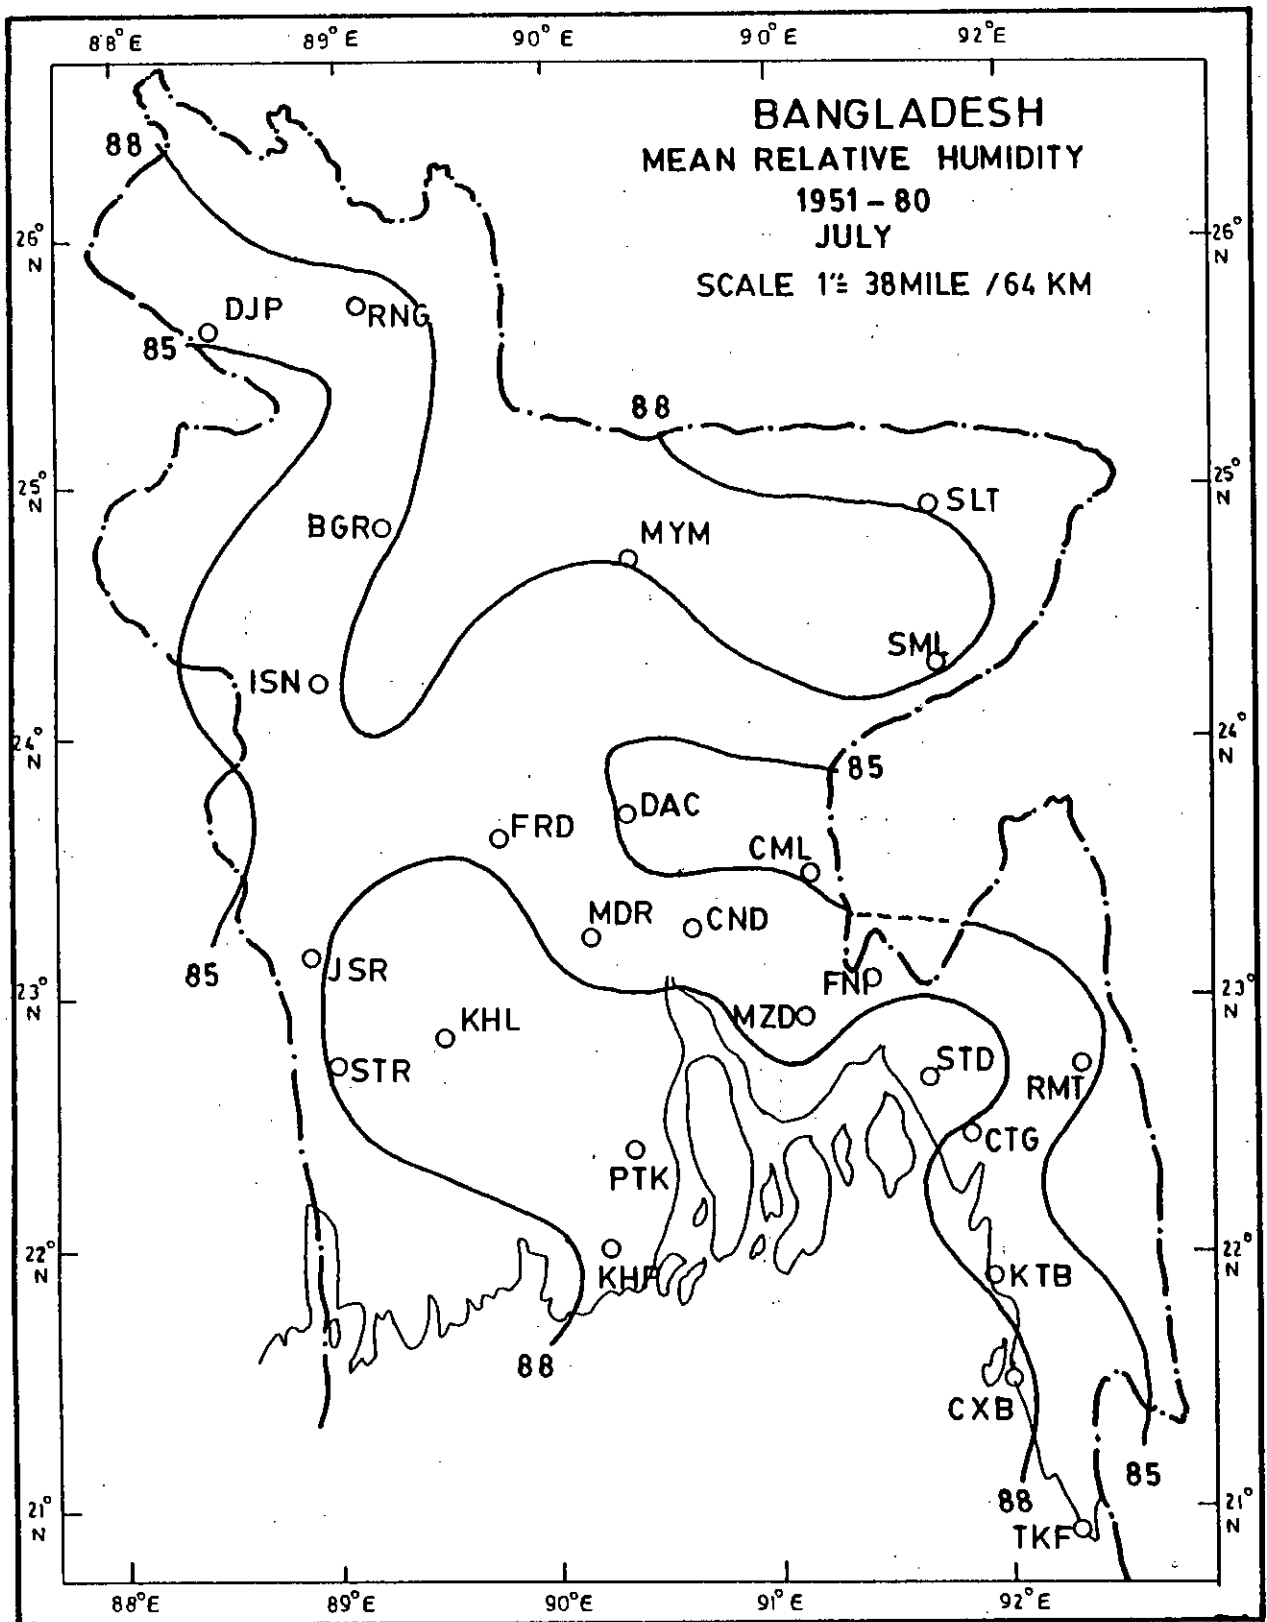 88°E 89°E 90°E 90°E 92°E
BANGLADESH
MEAN RELATIVE HUMIDITY
1951-80
JULY
SCALE 1"= 38MILE / 64 KM
88
26°
N
26°
N
DJP
RNG
85
88
25°
N
25°
N
SLT
BGR
MYM
SML
ISN
24°
N
24°
N
85
DAC
FRD
CML
MDR
CND
85
JSR
FNP
23°
N
23°
N
KHL
MZD
STR
STD
RMT
CTG
PTK
22°
N
22°
N
KHP
KTB
88
CXB
85
88
21°
N
21°
N
TKF
88°E 89°E 90°E 91°E 92°E